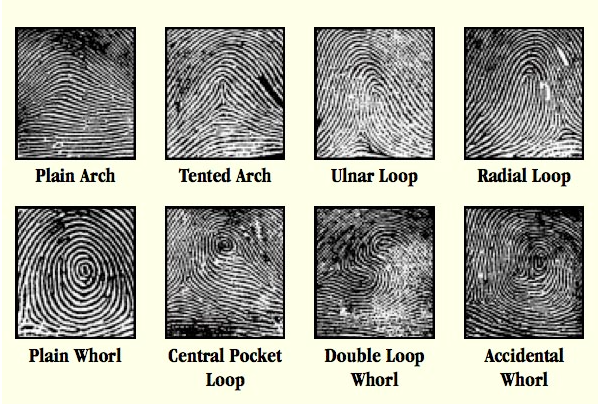 Plain Arch
Tented Arch
Ulnar Loop
Radial Loop
Plain Whorl
Central Pocket
Loop
Double Loop
Whorl
Accidental
Whorl